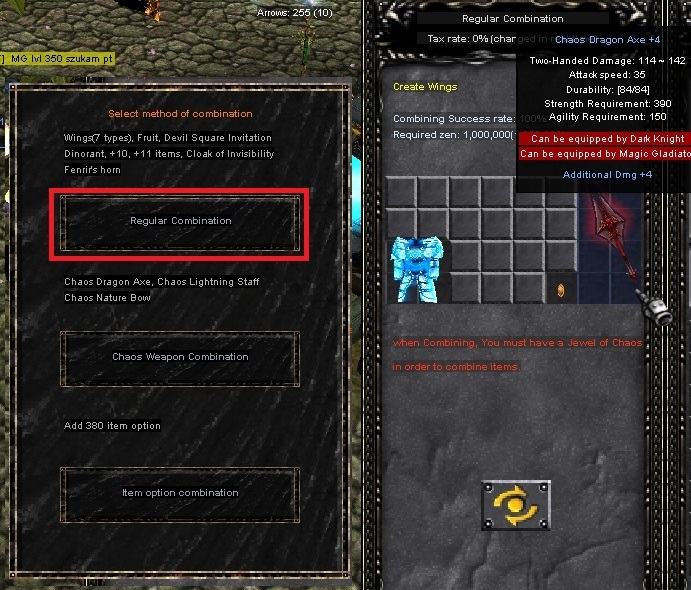 Arrows: 255 (10)
MG lvl 350 szukam pt
Select method of combination
Wings(7 types), Fruit, Devil Square Invitation
Dinorant, +10, +11 items, Cloak of Invisibility
Fenrir's horn
Regular Combination
Chaos Dragon Axe, Chaos Lightning Staff
Chaos Nature Bow
Chaos Weapon Combination
Add 380 item option
Item option combination
Regular Combination
Tax rate: 0%(changed in
Chaos Dragon Axe +4
Two-Handed Damage: 114 ~ 142
Attack speed: 35
Durability: [84/84]
Strength Requirement: 390
Agility Requirement: 150
Can be equipped by Dark Knight
Can be equipped by Magic Gladiato
Additional Dmg +4
Create Wings
Combining Success rate: 100%
Required zen: 1,000,000(
when Combining, You must have a Jewel of Chaos
in order to combine items.